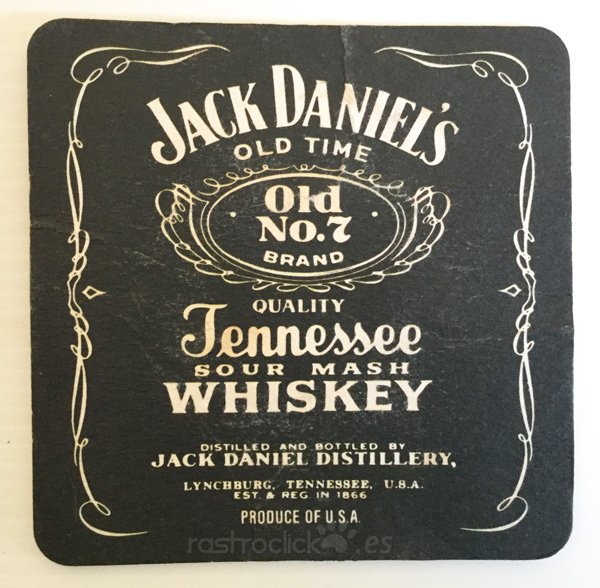 JACK DANIEL'S
OLD TIME
Old
No.7
BRAND
QUALITY
Tennessee
SOUR MASH
WHISKEY
DISTILLED AND BOTTLED BY
JACK DANIEL DISTILLERY,
LYNCHBURG, TENNESSEE, U.S.A.
EST. & REG. IN 1866
PRODUCE OF U.S.A.
rastroclick.es